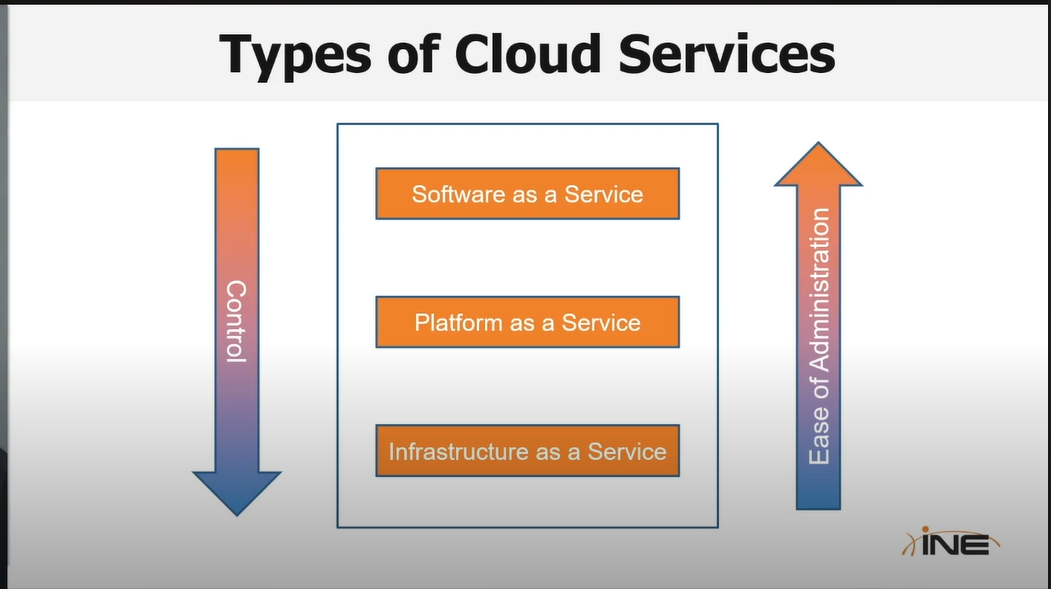 Types of Cloud Services
Control
Software as a Service
Platform as a Service
Infrastructure as a Service
Ease of Administration
iNE